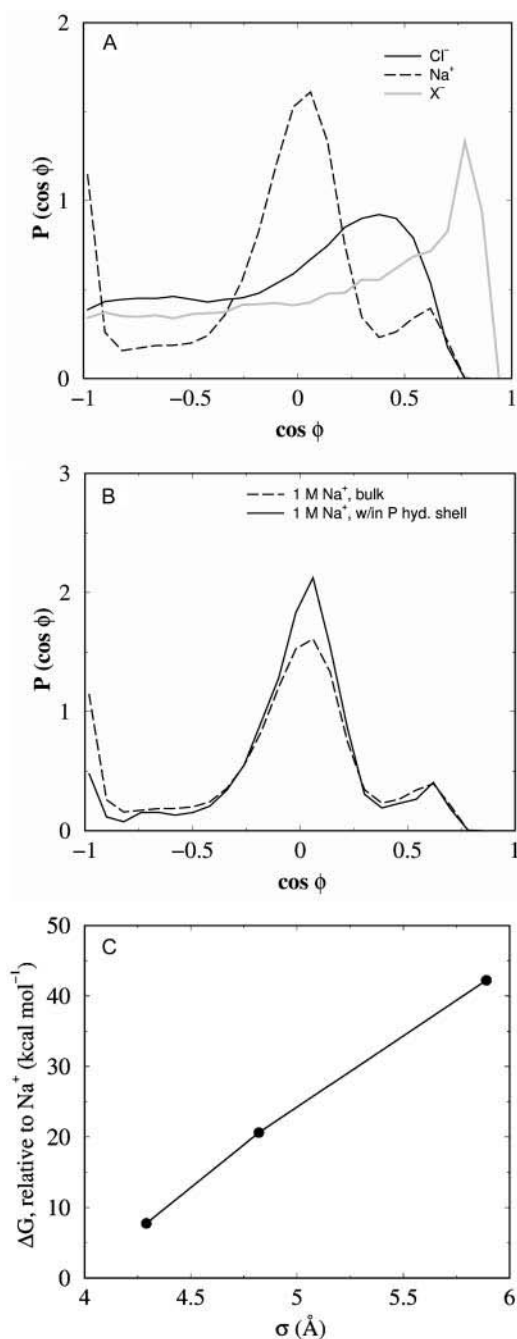 A
Cl⁻
Na⁺
X⁻
P (cos ϕ)
2
1
0
-1
−0.5
0
0.5
1
cos ϕ
B
1 M Na⁺, bulk
1 M Na⁺, w/in P hyd. shell
P (cos ϕ)
3
2
1
0
-1
−0.5
0
0.5
1
cos ϕ
C
ΔG, relative to Na⁺ (kcal mol⁻¹)
50
40
30
20
10
0
4
4.5
5
5.5
6
σ (Å)